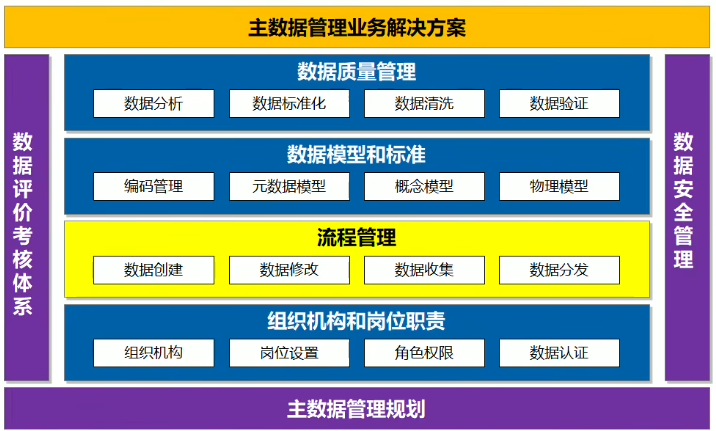 主数据管理业务解决方案
数据评价考核体系
数据质量管理
数据分析 数据标准化 数据清洗 数据验证
数据模型和标准
编码管理 元数据模型 概念模型 物理模型
流程管理
数据创建 数据修改 数据收集 数据分发
组织机构和岗位职责
组织机构 岗位设置 角色权限 数据认证
数据安全管理
主数据管理规划